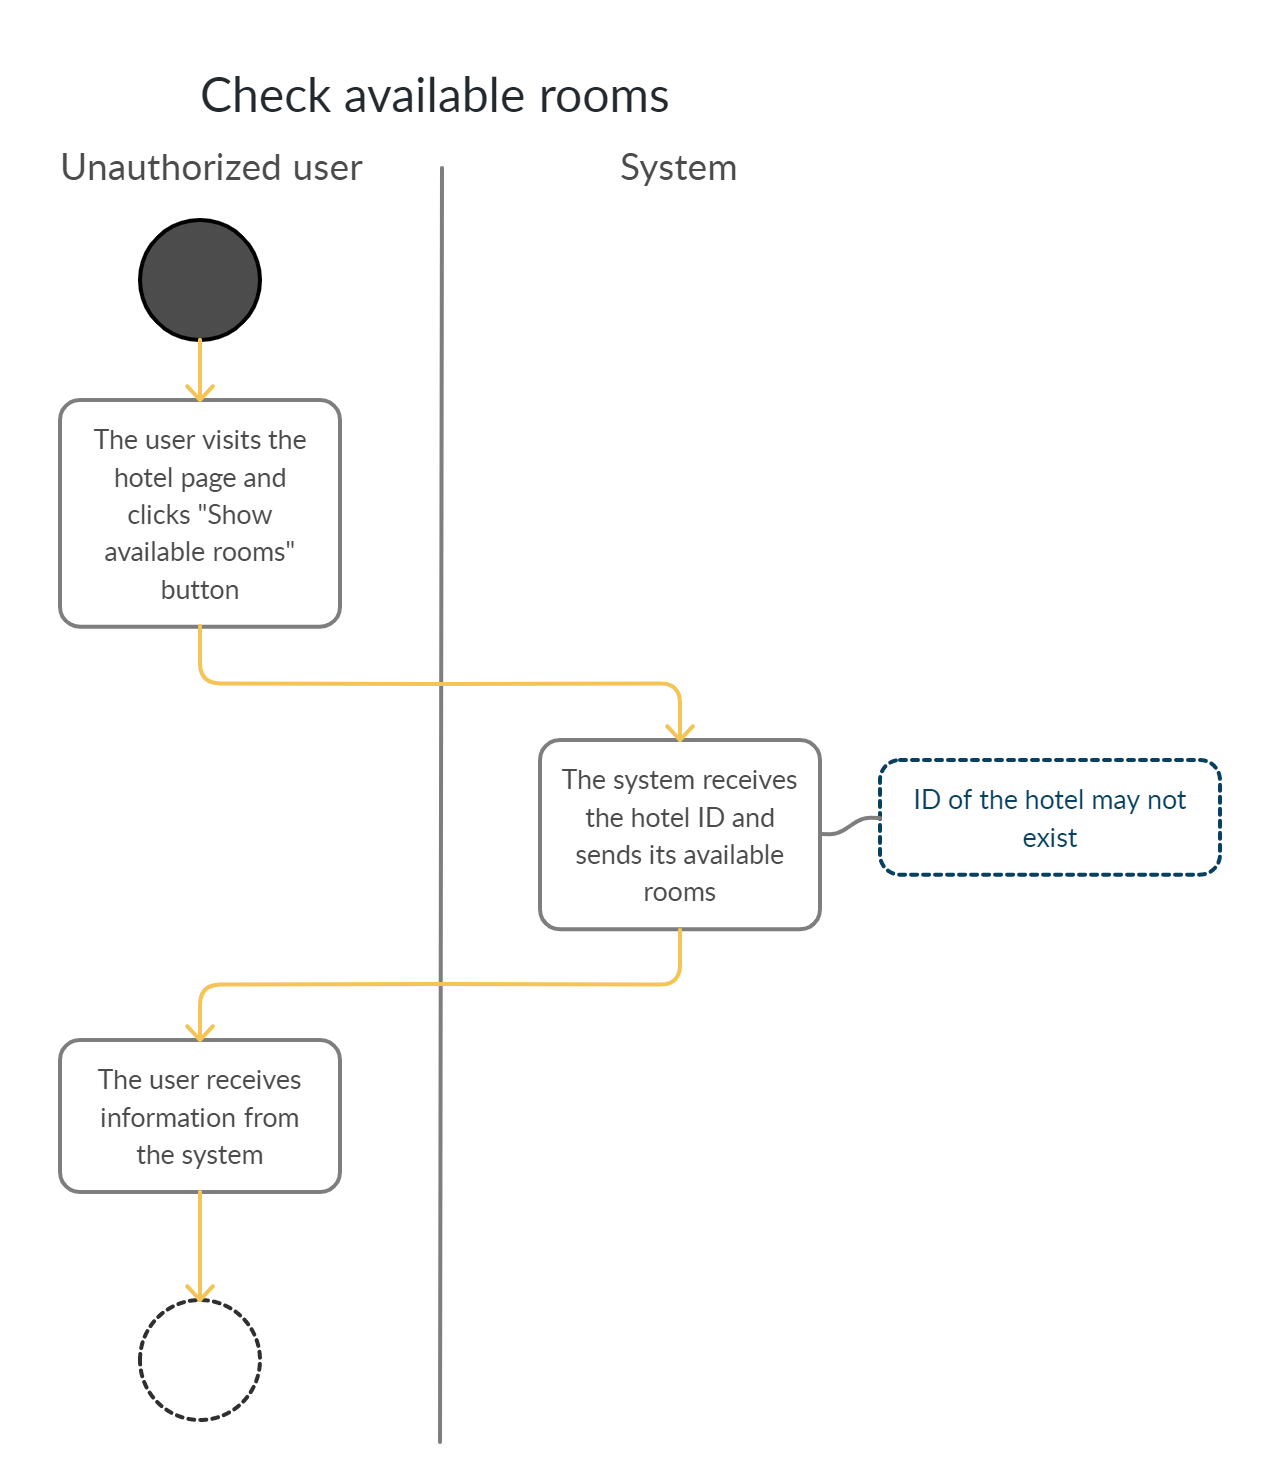 Check available rooms
Unauthorized user
System
The user visits the
hotel page and
clicks "Show
available rooms"
button
The system receives
the hotel ID and
sends its available
rooms
ID of the hotel may not
exist
The user receives
information from
the system